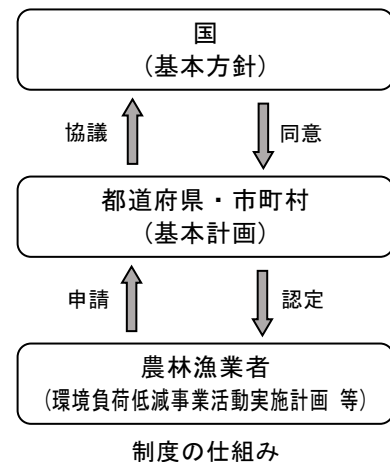 国
(基本方針)
協議
同意
都道府県・市町村
(基本計画)
申請
認定
農林漁業者
(環境負荷低減事業活動実施計画 等)
制度の仕組み